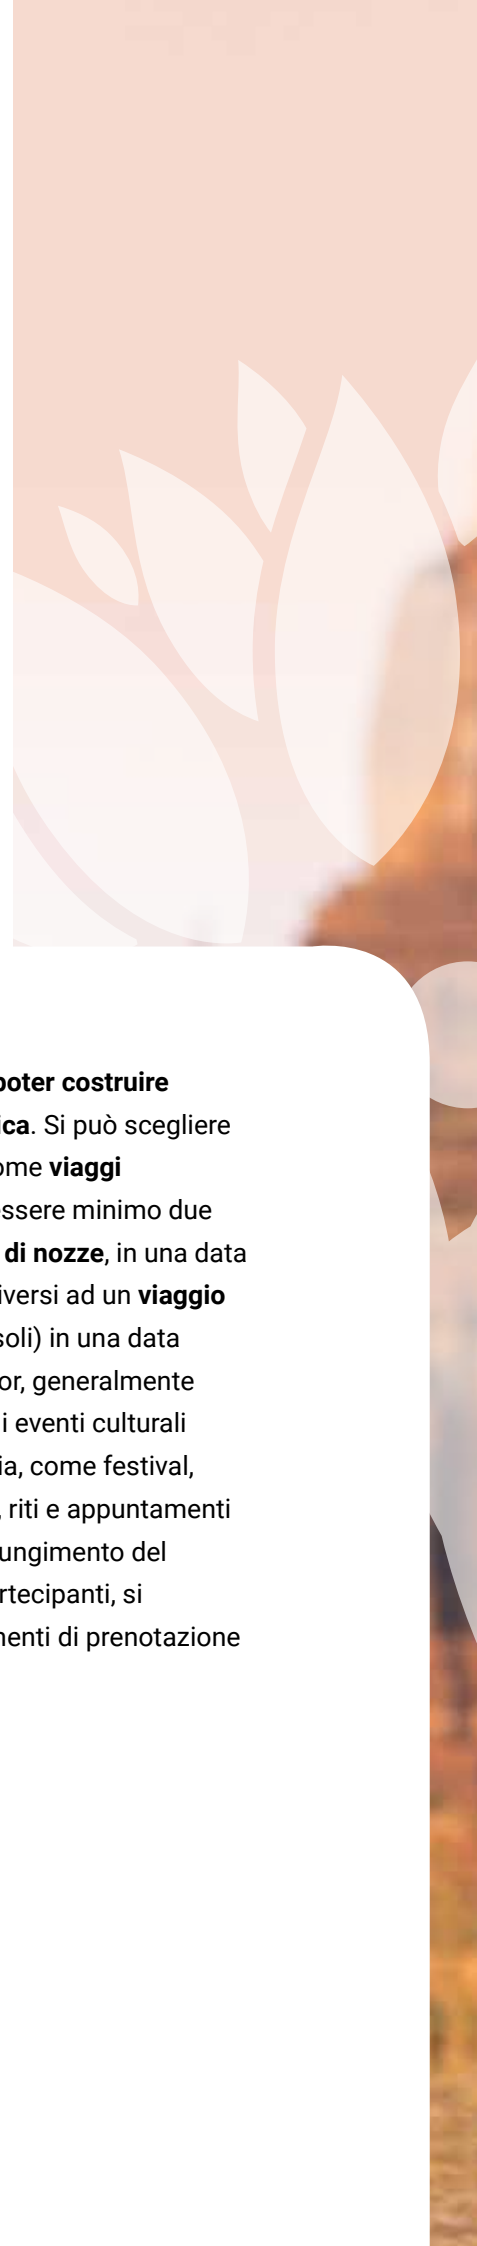 poter costruire
ica. Si può scegliere
ome viaggi
essere minimo due
di nozze, in una data
iversi ad un viaggio
soli) in una data
or, generalmente
i eventi culturali
ia, come festival,
, riti e appuntamenti
iungimento del
rtecipanti, si
nenti di prenotazione